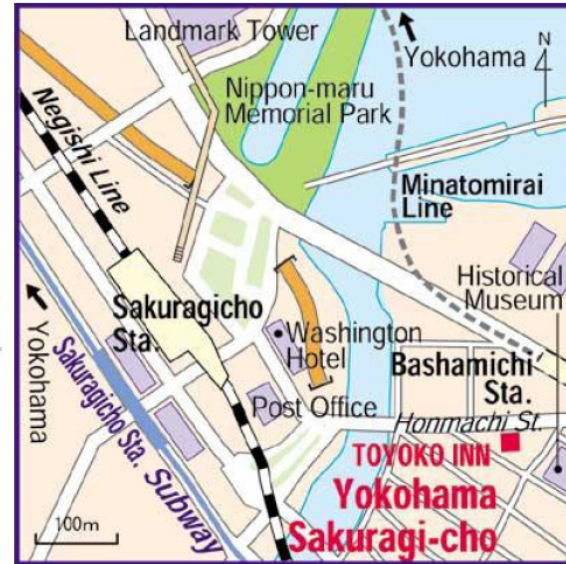 Landmark Tower
Yokohama
N
Nippon-maru
Memorial Park
Negishi Line
Minatomirai
Line
Historical
Museum
Sakuragicho
Sta.
Yokohama
Washington
Hotel
Bashamichi
Sta.
Sakuragicho Sta. Subway
Post Office
Honmachi St.
TOYOKO INN
Yokohama
Sakuragi-cho
100m